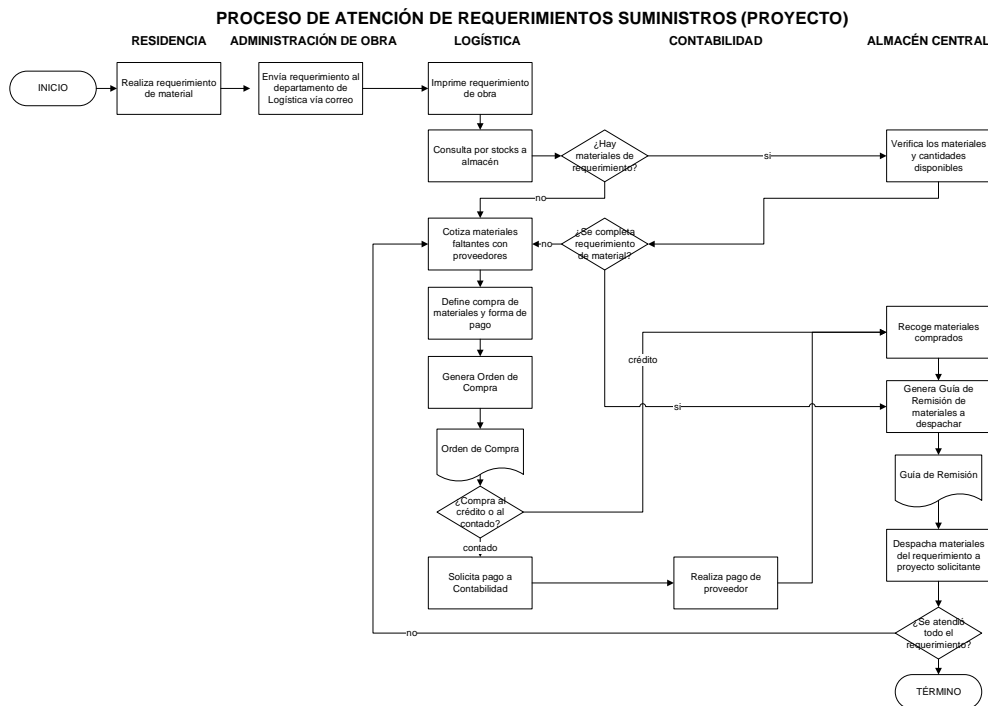 PROCESO DE ATENCIÓN DE REQUERIMIENTOS SUMINISTROS (PROYECTO)
RESIDENCIA
ADMINISTRACIÓN DE OBRA
LOGÍSTICA
CONTABILIDAD
ALMACÉN CENTRAL
INICIO
Realiza requerimiento
de material
Envía requerimiento al
departamento de
Logística vía correo
Imprime requerimiento
de obra
Consulta por stocks a
almacén
¿Hay
materiales de
requerimiento?
si
Verifica los materiales
y cantidades
disponibles
no
Cotiza materiales
faltantes con
proveedores
no
¿Se completa
requerimiento
de material?
Define compra de
materiales y forma de
pago
Recoge materiales
comprados
crédito
Genera Orden de
Compra
si
Genera Guía de
Remisión de
materiales a
despachar
Orden de Compra
Guía de Remisión
¿Compra al
crédito o al
contado?
contado
Despacha materiales
del requerimiento a
proyecto solicitante
Solicita pago a
Contabilidad
Realiza pago de
proveedor
no
¿Se atendió
todo el
requerimiento?
TÉRMINO